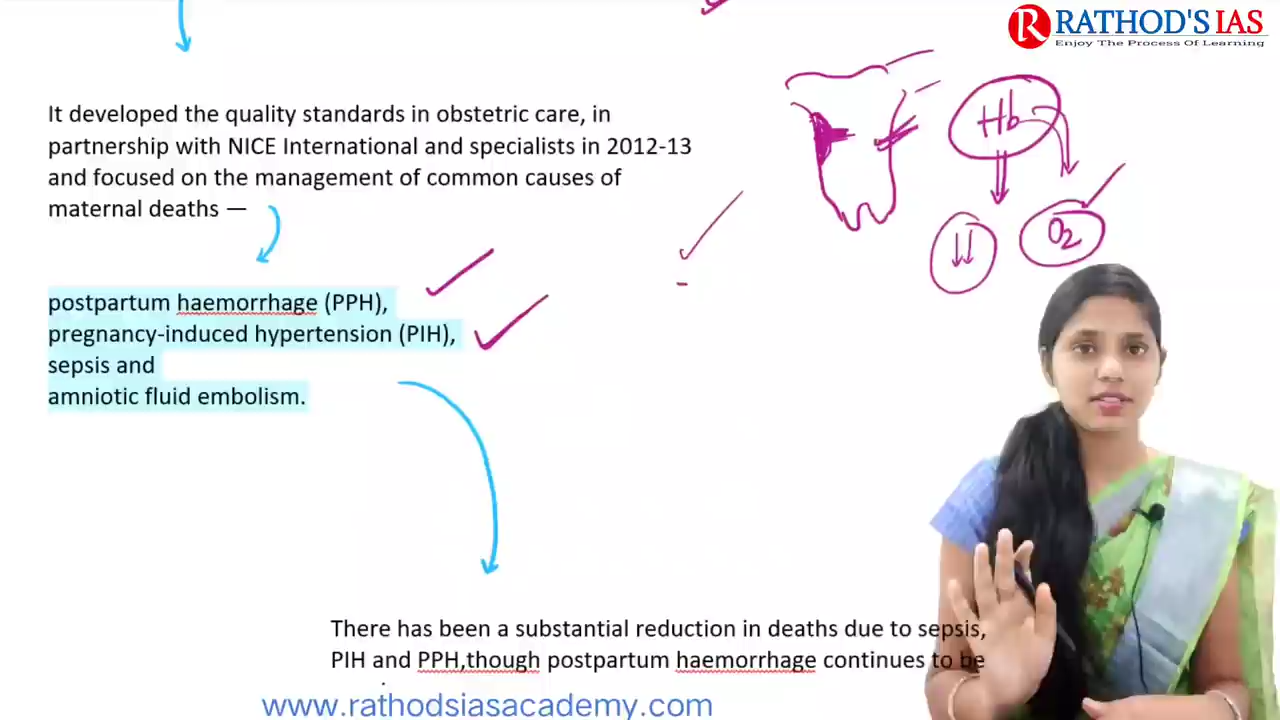 RATHOD'S IAS
Enjoy The Process Of Learning
It developed the quality standards in obstetric care, in
partnership with NICE International and specialists in 2012-13
and focused on the management of common causes of
maternal deaths —
Hb
O2
postpartum haemorrhage (PPH),
pregnancy-induced hypertension (PIH),
sepsis and
amniotic fluid embolism.
There has been a substantial reduction in deaths due to sepsis,
PIH and PPH,though postpartum haemorrhage continues to be
www.rathodsiasacademy.com